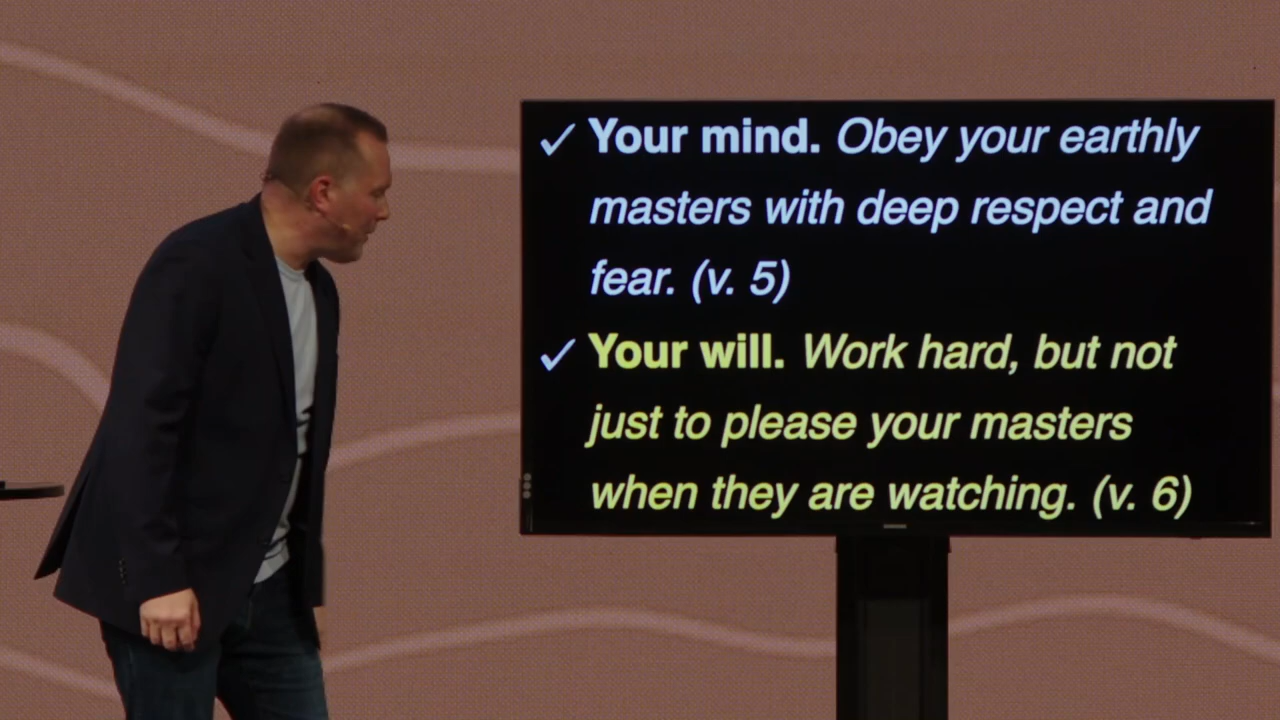 ✓ Your mind. Obey your earthly
masters with deep respect and
fear. (v. 5)
✓ Your will. Work hard, but not
just to please your masters
when they are watching. (v. 6)